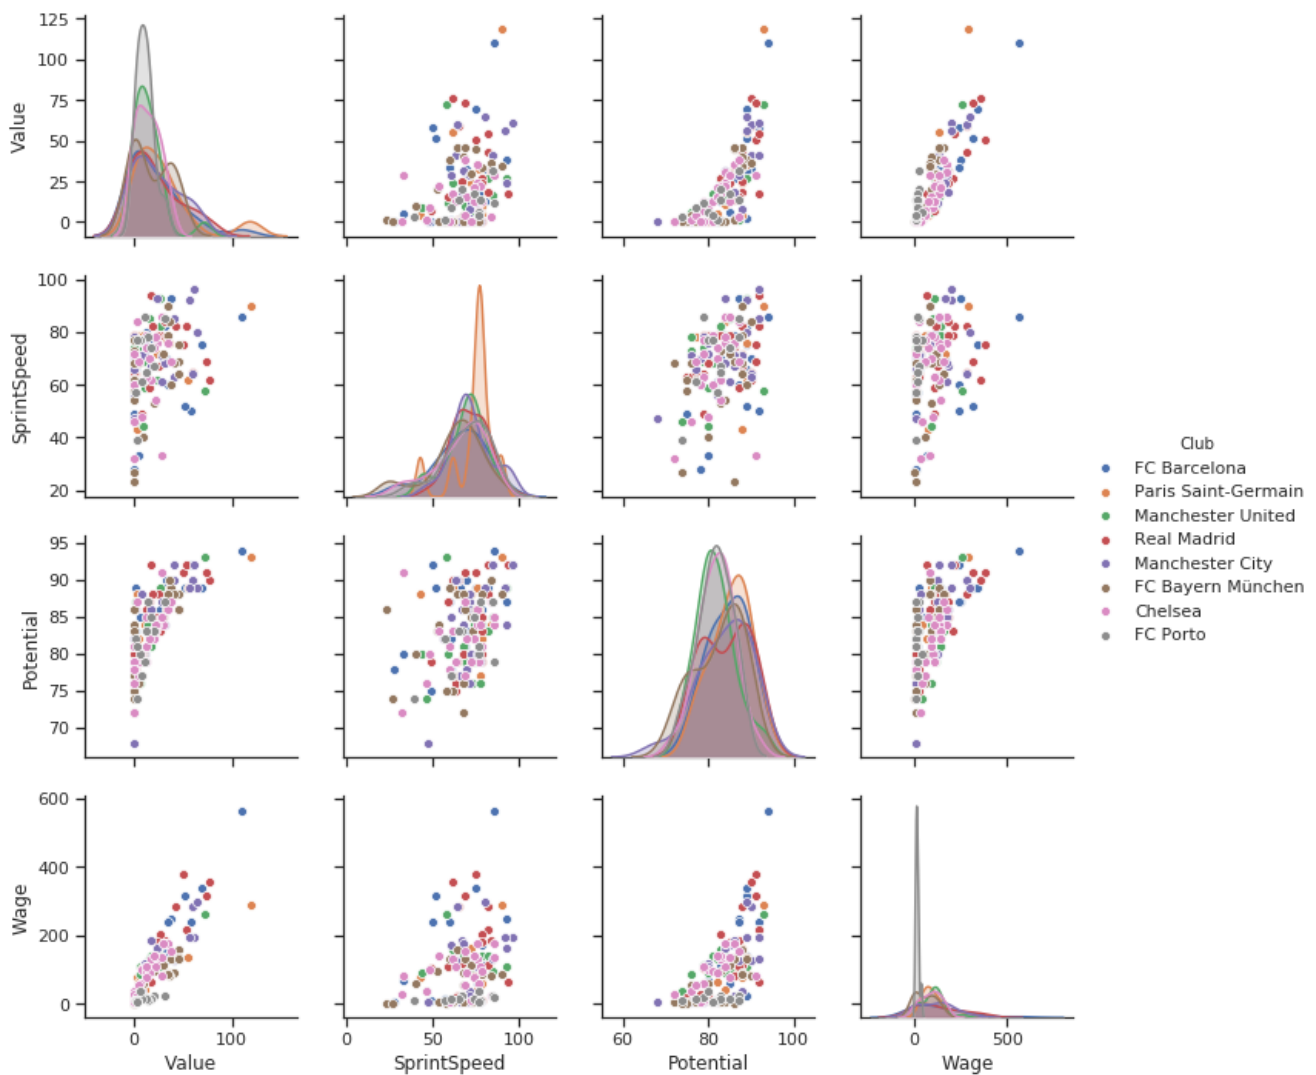 125
100
75
50
25
0
Value
100
80
60
40
20
SprintSpeed
95
90
85
80
75
70
Potential
600
400
200
0
Wage
0 100
Value
0 50 100
SprintSpeed
60 80 100
Potential
0 500
Wage
Club
FC Barcelona
Paris Saint-Germain
Manchester United
Real Madrid
Manchester City
FC Bayern München
Chelsea
FC Porto